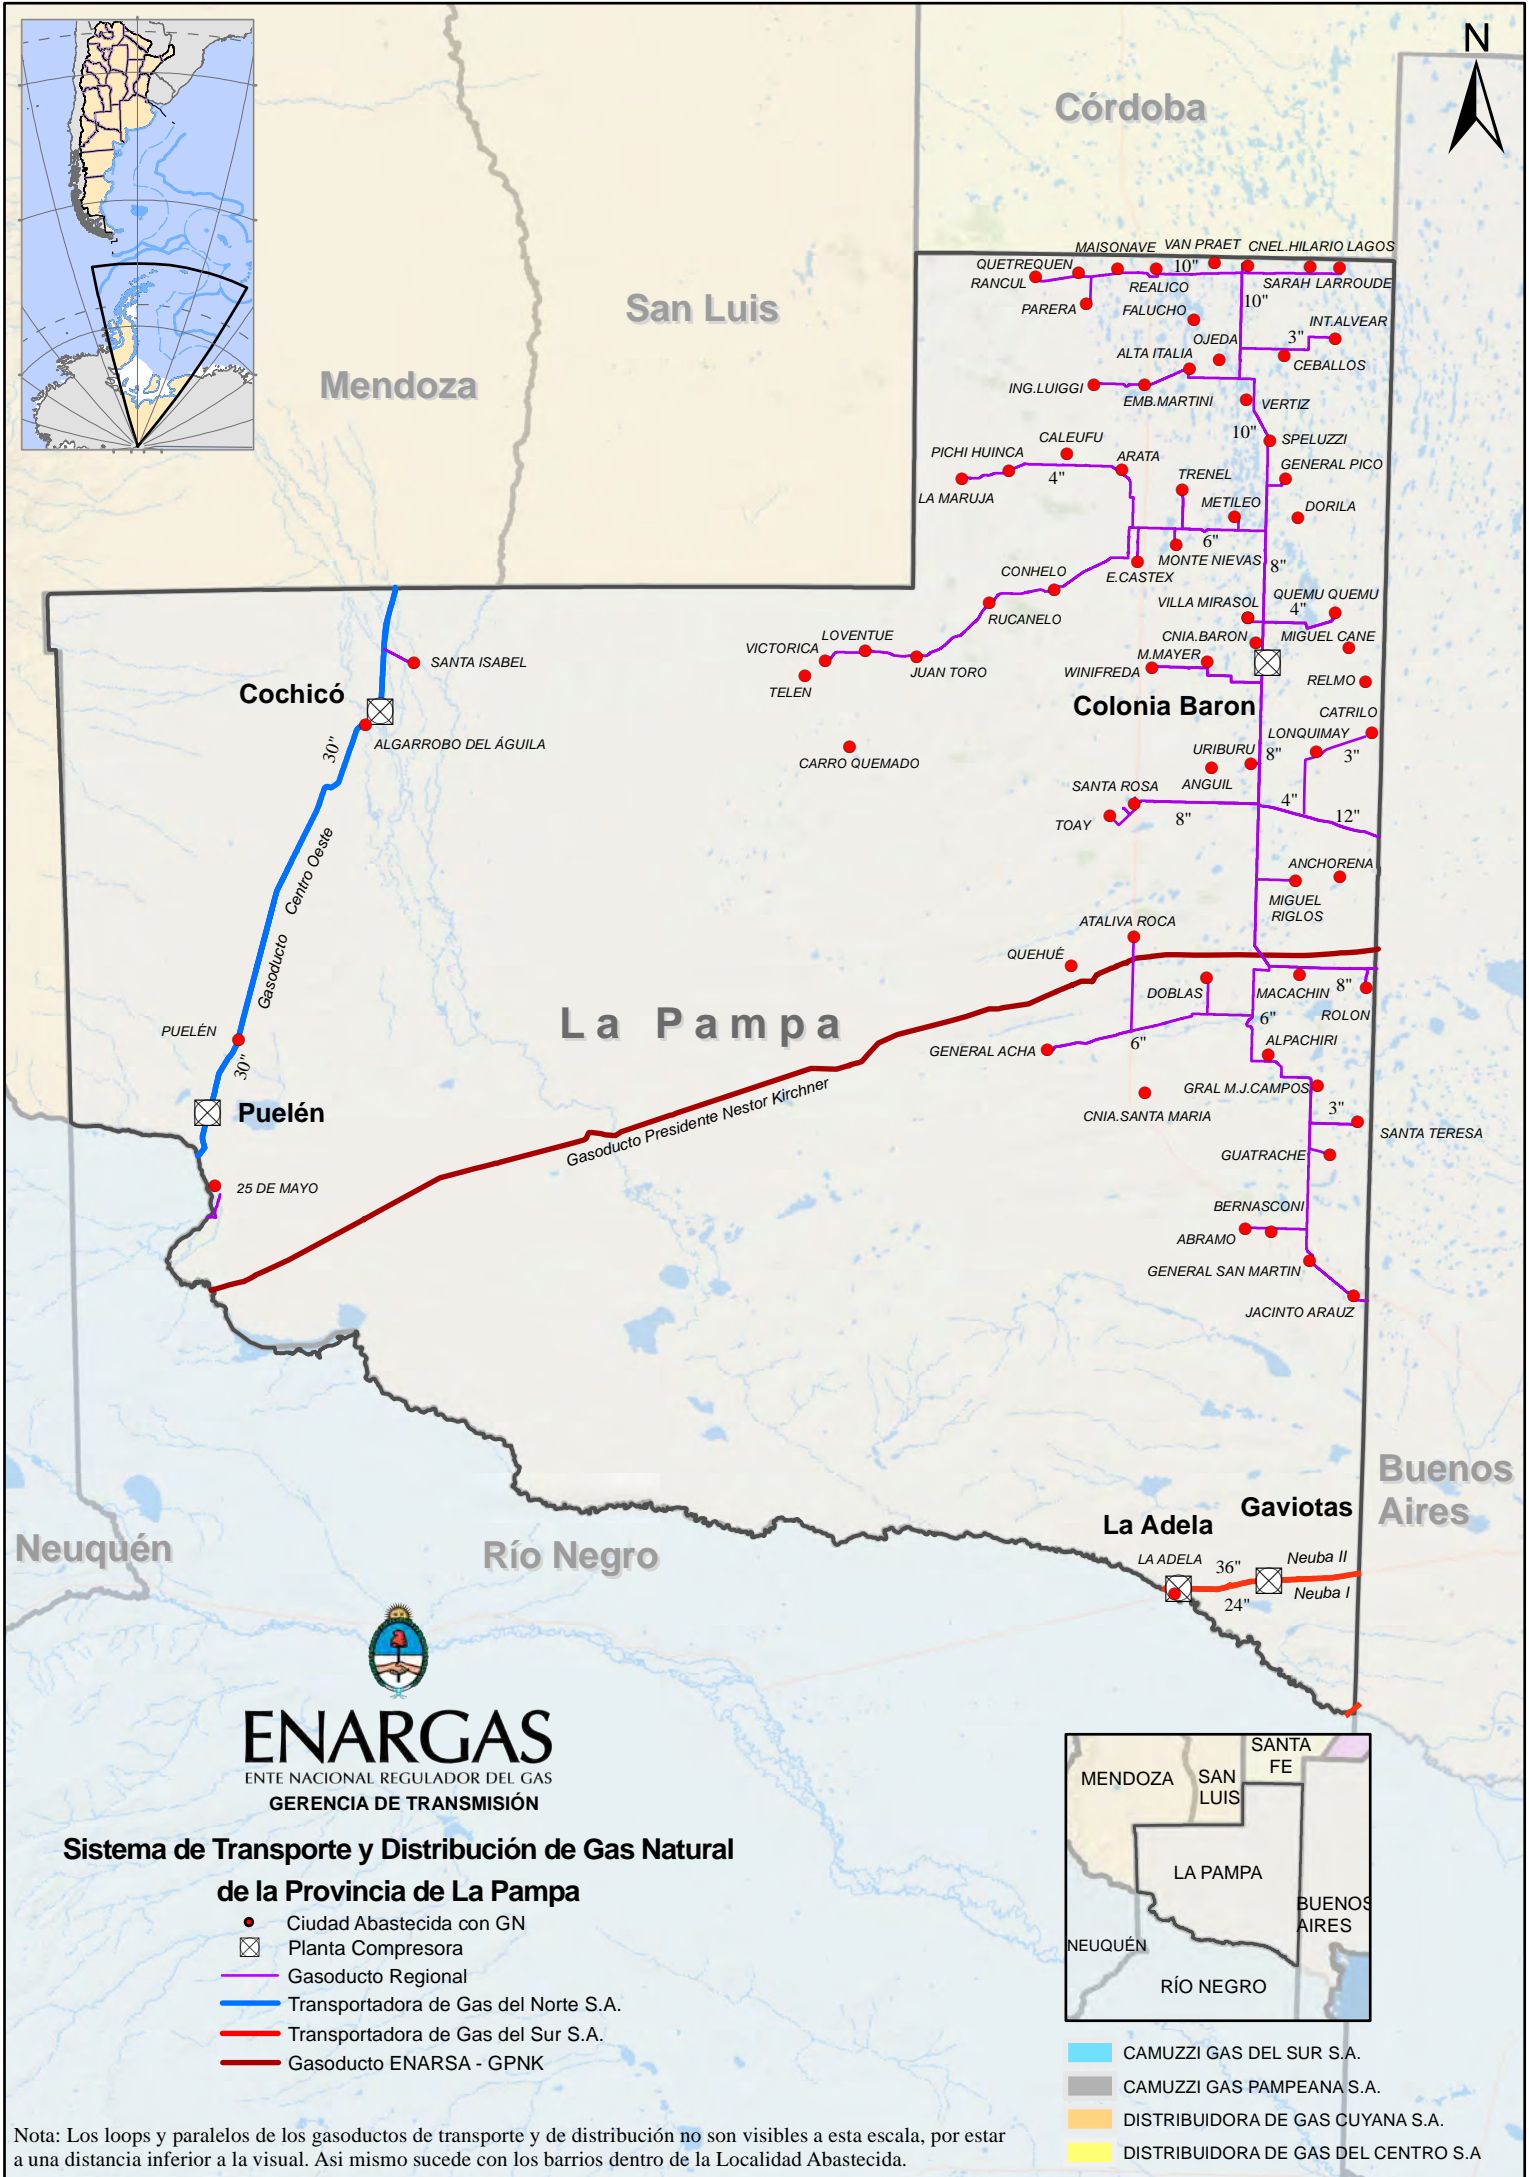 N
Córdoba
San Luis
Mendoza
MAISONAVE
VAN PRAET
CNEL.HILARIO LAGOS
QUETREQUEN
RANCUL
10"
REALICO
SARAH LARROUDE
PARERA
10"
FALUCHO
INT.ALVEAR
OJEDA
3"
ALTA ITALIA
CEBALLOS
ING.LUIGGI
EMB.MARTINI
VERTIZ
10"
SPELUZZI
CALEUFU
PICHI HUINCA
ARATA
GENERAL PICO
4"
TRENEL
LA MARUJA
METILEO
DORILA
6"
MONTE NIEVAS
8"
CONHELO
E.CASTEX
QUEMU QUEMU
VILLA MIRASOL
4"
RUCANELO
LOVENTUE
CNIA.BARON
MIGUEL CANE
VICTORICA
M.MAYER
JUAN TORO
WINIFREDA
TELEN
RELMO
SANTA ISABEL
Cochicó
Colonia Baron
CATRILO
ALGARROBO DEL ÁGUILA
30"
LONQUIMAY
URIBURU
8"
3"
CARRO QUEMADO
ANGUIL
SANTA ROSA
4"
TOAY
8"
12"
Gasoducto Centro Oeste
ANCHORENA
MIGUEL
RIGLOS
ATALIVA ROCA
QUEHUÉ
DOBLAS
MACACHIN
8"
ROLON
La Pampa
6"
PUELÉN
GENERAL ACHA
6"
ALPACHIRI
30"
GRAL M.J.CAMPOS
Puelén
Gasoducto Presidente Nestor Kirchner
CNIA.SANTA MARIA
3"
SANTA TERESA
GUATRACHE
25 DE MAYO
BERNASCONI
ABRAMO
GENERAL SAN MARTIN
JACINTO ARAUZ
Buenos
Aires
Gaviotas
La Adela
Neuquén
Río Negro
LA ADELA
36"
Neuba II
24"
Neuba I
ENARGAS
ENTE NACIONAL REGULADOR DEL GAS
GERENCIA DE TRANSMISIÓN
Sistema de Transporte y Distribución de Gas Natural
de la Provincia de La Pampa
Ciudad Abastecida con GN
Planta Compresora
Gasoducto Regional
Transportadora de Gas del Norte S.A.
Transportadora de Gas del Sur S.A.
Gasoducto ENARSA - GPNK
SANTA
FE
MENDOZA
SAN
LUIS
LA PAMPA
BUENOS
AIRES
NEUQUÉN
RÍO NEGRO
CAMUZZI GAS DEL SUR S.A.
CAMUZZI GAS PAMPEANA S.A.
DISTRIBUIDORA DE GAS CUYANA S.A.
DISTRIBUIDORA DE GAS DEL CENTRO S.A
Nota: Los loops y paralelos de los gasoductos de transporte y de distribución no son visibles a esta escala, por estar
a una distancia inferior a la visual. Asi mismo sucede con los barrios dentro de la Localidad Abastecida.